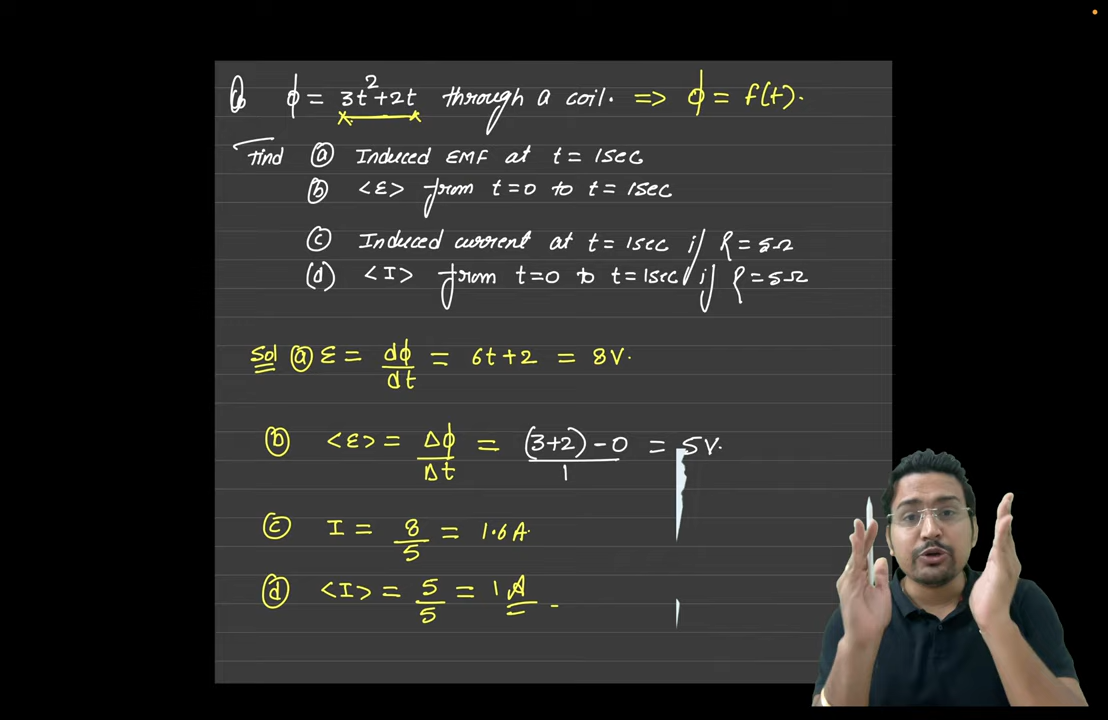 Q ϕ = 3t²+2t through a coil. => ϕ = f(t).
Find (a) Induced EMF at t = 1sec
(b) <ε> from t=0 to t= 1sec
(c) Induced current at t = 1sec if R = 5Ω
(d) <I> from t=0 to t=1sec if R=5Ω
Sol (a) ε = dϕ/dt = 6t+2 = 8V.
(b) <ε> = Δϕ/Δt = (3+2)-0/1 = 5V.
(c) I = 8/5 = 1.6A.
(d) <I> = 5/5 = 1A